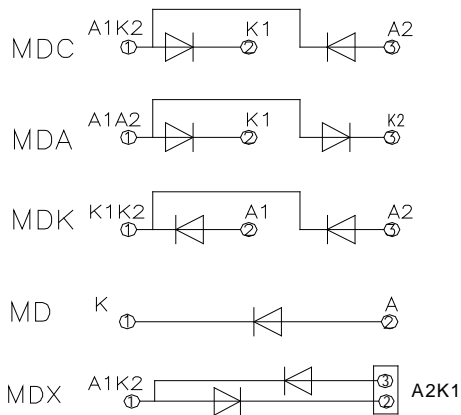 MDC A1K2 K1 A2
1 2 3
MDA A1A2 K1 K2
1 2 3
MDK K1K2 A1 A2
1 2 3
MD K A
1 2
MDX A1K2 3 A2K1
1 2